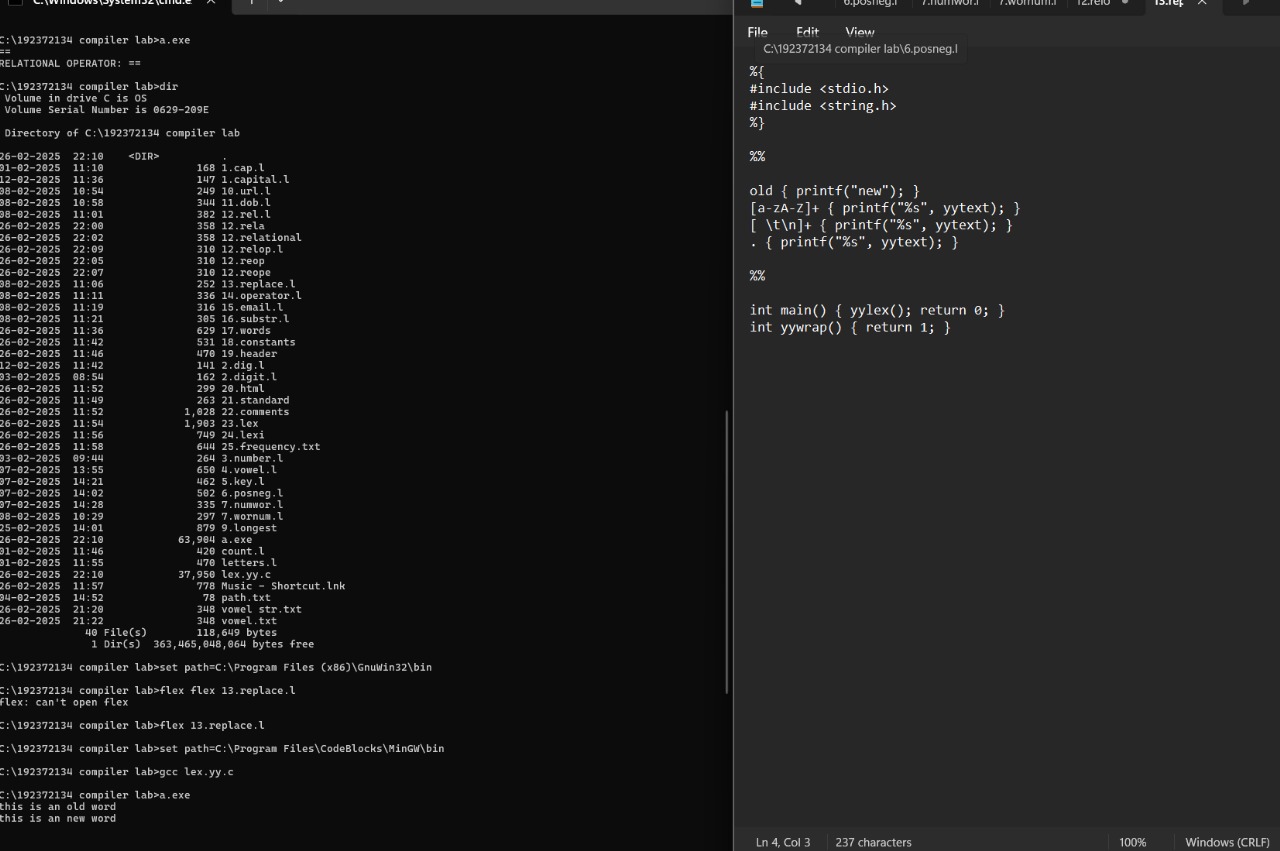 C:\Windows\System32\cmd.e
C:\192372134 compiler lab>a.exe
==
RELATIONAL OPERATOR: ==
C:\192372134 compiler lab>dir
Volume in drive C is OS
Volume Serial Number is 0629-209E
Directory of C:\192372134 compiler lab
26-02-2025 22:10 <DIR> .
01-02-2025 11:10 168 1.cap.l
12-02-2025 11:36 147 1.capital.l
08-02-2025 10:54 249 10.url.l
08-02-2025 10:58 344 11.dob.l
08-02-2025 11:01 382 12.rel.l
26-02-2025 22:00 358 12.rela
26-02-2025 22:02 358 12.relational
26-02-2025 22:09 310 12.relop.l
26-02-2025 22:05 310 12.reop
26-02-2025 22:07 310 12.reope
08-02-2025 11:06 252 13.replace.l
08-02-2025 11:11 336 14.operator.l
08-02-2025 11:19 316 15.email.l
08-02-2025 11:21 305 16.substr.l
26-02-2025 11:36 629 17.words
26-02-2025 11:42 531 18.constants
26-02-2025 11:46 470 19.header
12-02-2025 11:42 141 2.dig.l
03-02-2025 08:54 162 2.digit.l
26-02-2025 11:52 299 20.html
26-02-2025 11:49 263 21.standard
26-02-2025 11:52 1,028 22.comments
26-02-2025 11:54 1,903 23.lex
26-02-2025 11:56 749 24.lexi
26-02-2025 11:58 644 25.frequency.txt
03-02-2025 09:44 264 3.number.l
07-02-2025 13:55 650 4.vowel.l
07-02-2025 14:21 462 5.key.l
07-02-2025 14:02 502 6.posneg.l
07-02-2025 14:28 335 7.numwor.l
08-02-2025 10:29 297 7.wornum.l
25-02-2025 14:01 879 9.longest
26-02-2025 22:10 63,904 a.exe
01-02-2025 11:46 420 count.l
01-02-2025 11:55 470 letters.l
26-02-2025 22:10 37,950 lex.yy.c
26-02-2025 11:57 778 Music - Shortcut.lnk
04-02-2025 14:52 78 path.txt
26-02-2025 21:20 348 vowel str.txt
26-02-2025 21:22 348 vowel.txt
40 File(s) 118,649 bytes
1 Dir(s) 363,465,048,064 bytes free
C:\192372134 compiler lab>set path=C:\Program Files (x86)\GnuWin32\bin
C:\192372134 compiler lab>flex flex 13.replace.l
flex: can't open flex
C:\192372134 compiler lab>flex 13.replace.l
C:\192372134 compiler lab>set path=C:\Program Files\CodeBlocks\MinGW\bin
C:\192372134 compiler lab>gcc lex.yy.c
C:\192372134 compiler lab>a.exe
this is an old word
this is an new word
6.posneg.l 7.numwor.l 7.wornum.l 12.relo 13.rep
File Edit View
C:\192372134 compiler lab\6.posneg.l
%{
#include <stdio.h>
#include <string.h>
%}
%%
old { printf("new"); }
[a-zA-Z]+ { printf("%s", yytext); }
[ \t\n]+ { printf("%s", yytext); }
. { printf("%s", yytext); }
%%
int main() { yylex(); return 0; }
int yywrap() { return 1; }
Ln 4, Col 3 237 characters 100% Windows (CRLF)